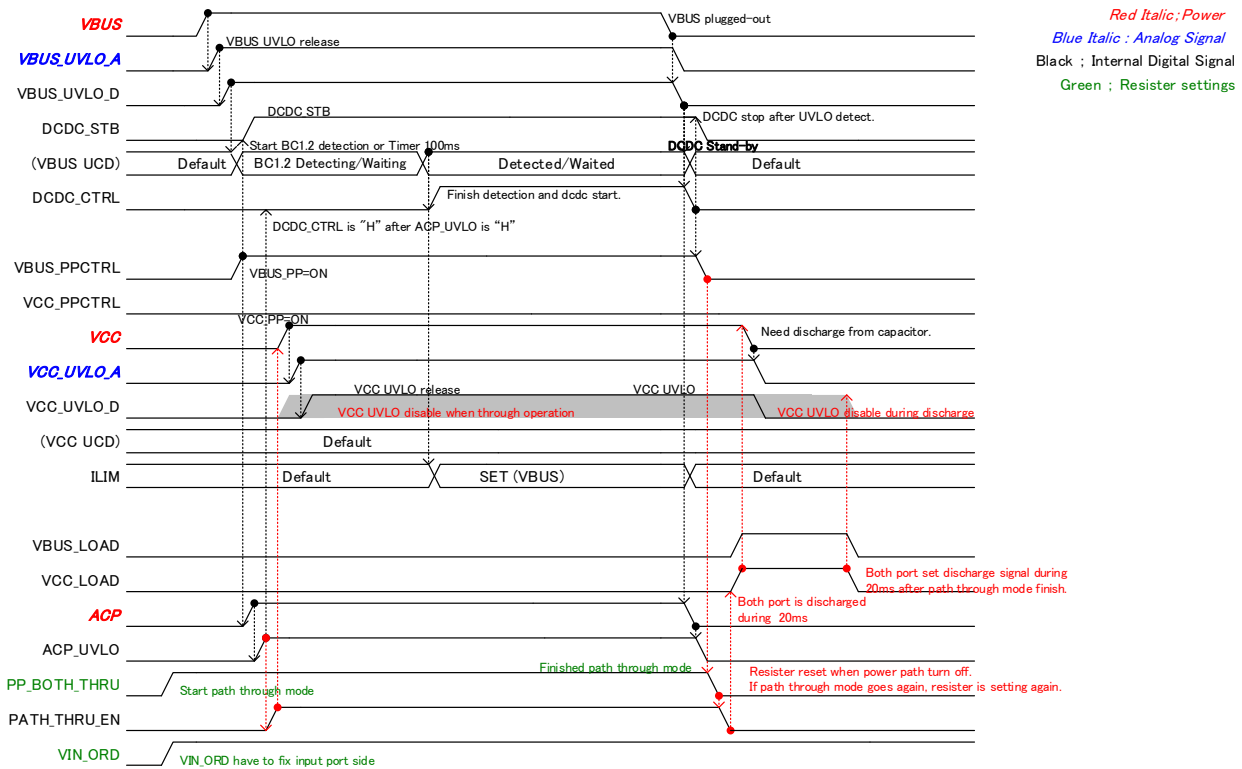 VBUS
VBUS plugged-out
Red Italic ; Power
VBUS_UVLO_A
VBUS UVLO release
Blue Italic : Analog Signal
Black ; Internal Digital Signal
VBUS_UVLO_D
Green ; Resister settings
DCDC_STB
DCDC STB
DCDC stop after UVLO detect.
Start BC1.2 detection or Timer 100ms
DCDC Stand-by
(VBUS UCD)
Default
BC1.2 Detecting/Waiting
Detected/Waited
Default
DCDC_CTRL
Finish detection and dcdc start.
DCDC_CTRL is "H" after ACP_UVLO is "H"
VBUS_PPCTRL
VBUS_PP=ON
VCC_PPCTRL
VCC_PP=ON
VCC
Need discharge from capacitor.
VCC_UVLO_A
VCC UVLO release
VCC UVLO
VCC_UVLO_D
VCC UVLO disable when through operation
VCC UVLO disable during discharge
(VCC UCD)
Default
ILIM
Default
SET (VBUS)
Default
VBUS_LOAD
VCC_LOAD
Both port set discharge signal during
20ms after path through mode finish.
ACP
Both port is discharged
during 20ms
ACP_UVLO
Finished path through mode
Resister reset when power path turn off.
PP_BOTH_THRU
Start path through mode
If path through mode goes again, resister is setting again.
PATH_THRU_EN
VIN_ORD
VIN_ORD have to fix input port side